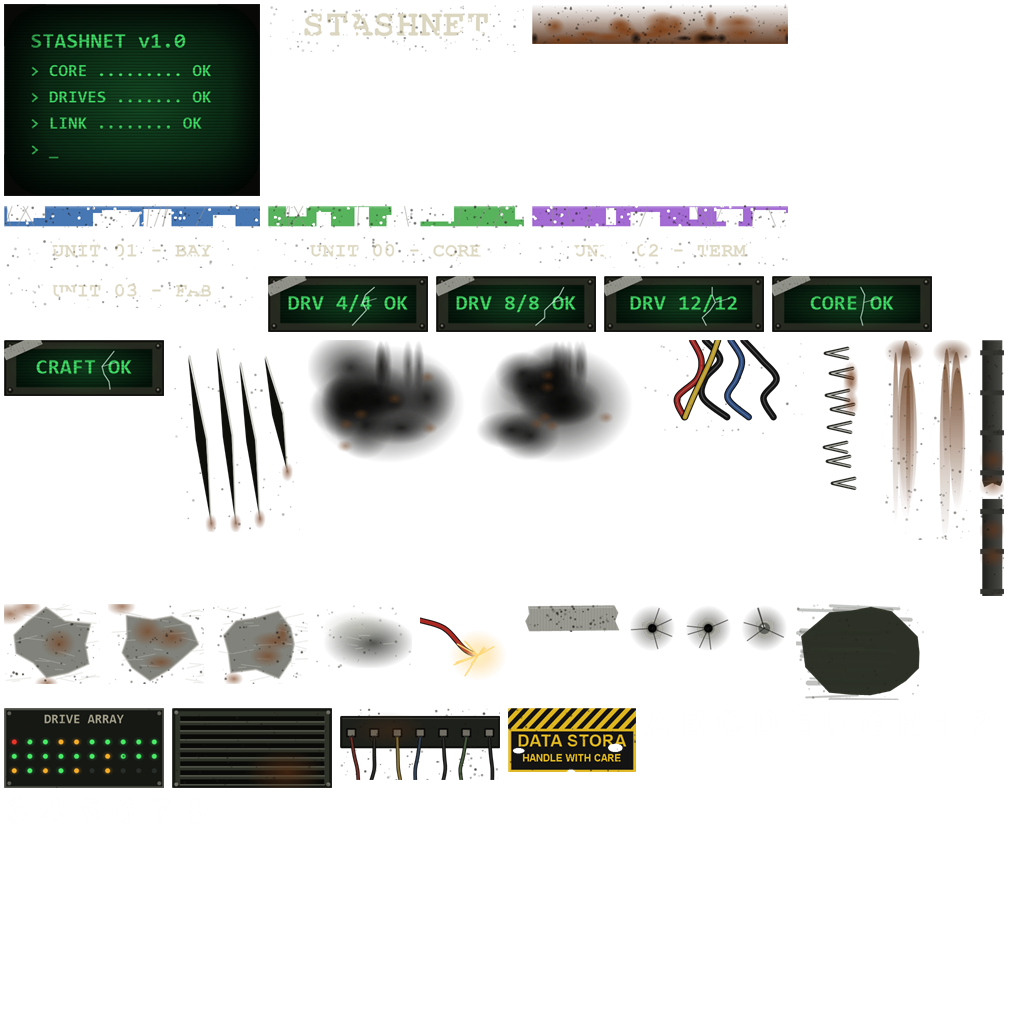 STASHNET v1.0
> CORE ......... OK
> DRIVES ....... OK
> LINK ........ OK
> _
STASHNET
UNIT 01 - BAY
UNIT 00 - CORE
UN 02 - TERM
UNIT 03 - FAB
DRV 4/4 OK
DRV 8/8 OK
DRV 12/12
CORE OK
CRAFT OK
DRIVE ARRAY
DATA STORA
HANDLE WITH CARE